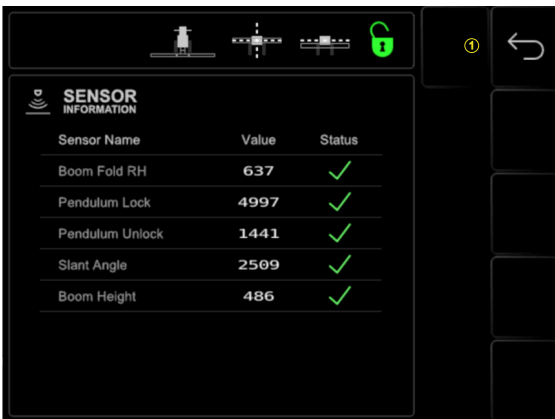 ①
SENSOR
INFORMATION
Sensor Name Value Status
Boom Fold RH 637
Pendulum Lock 4997
Pendulum Unlock 1441
Slant Angle 2509
Boom Height 486